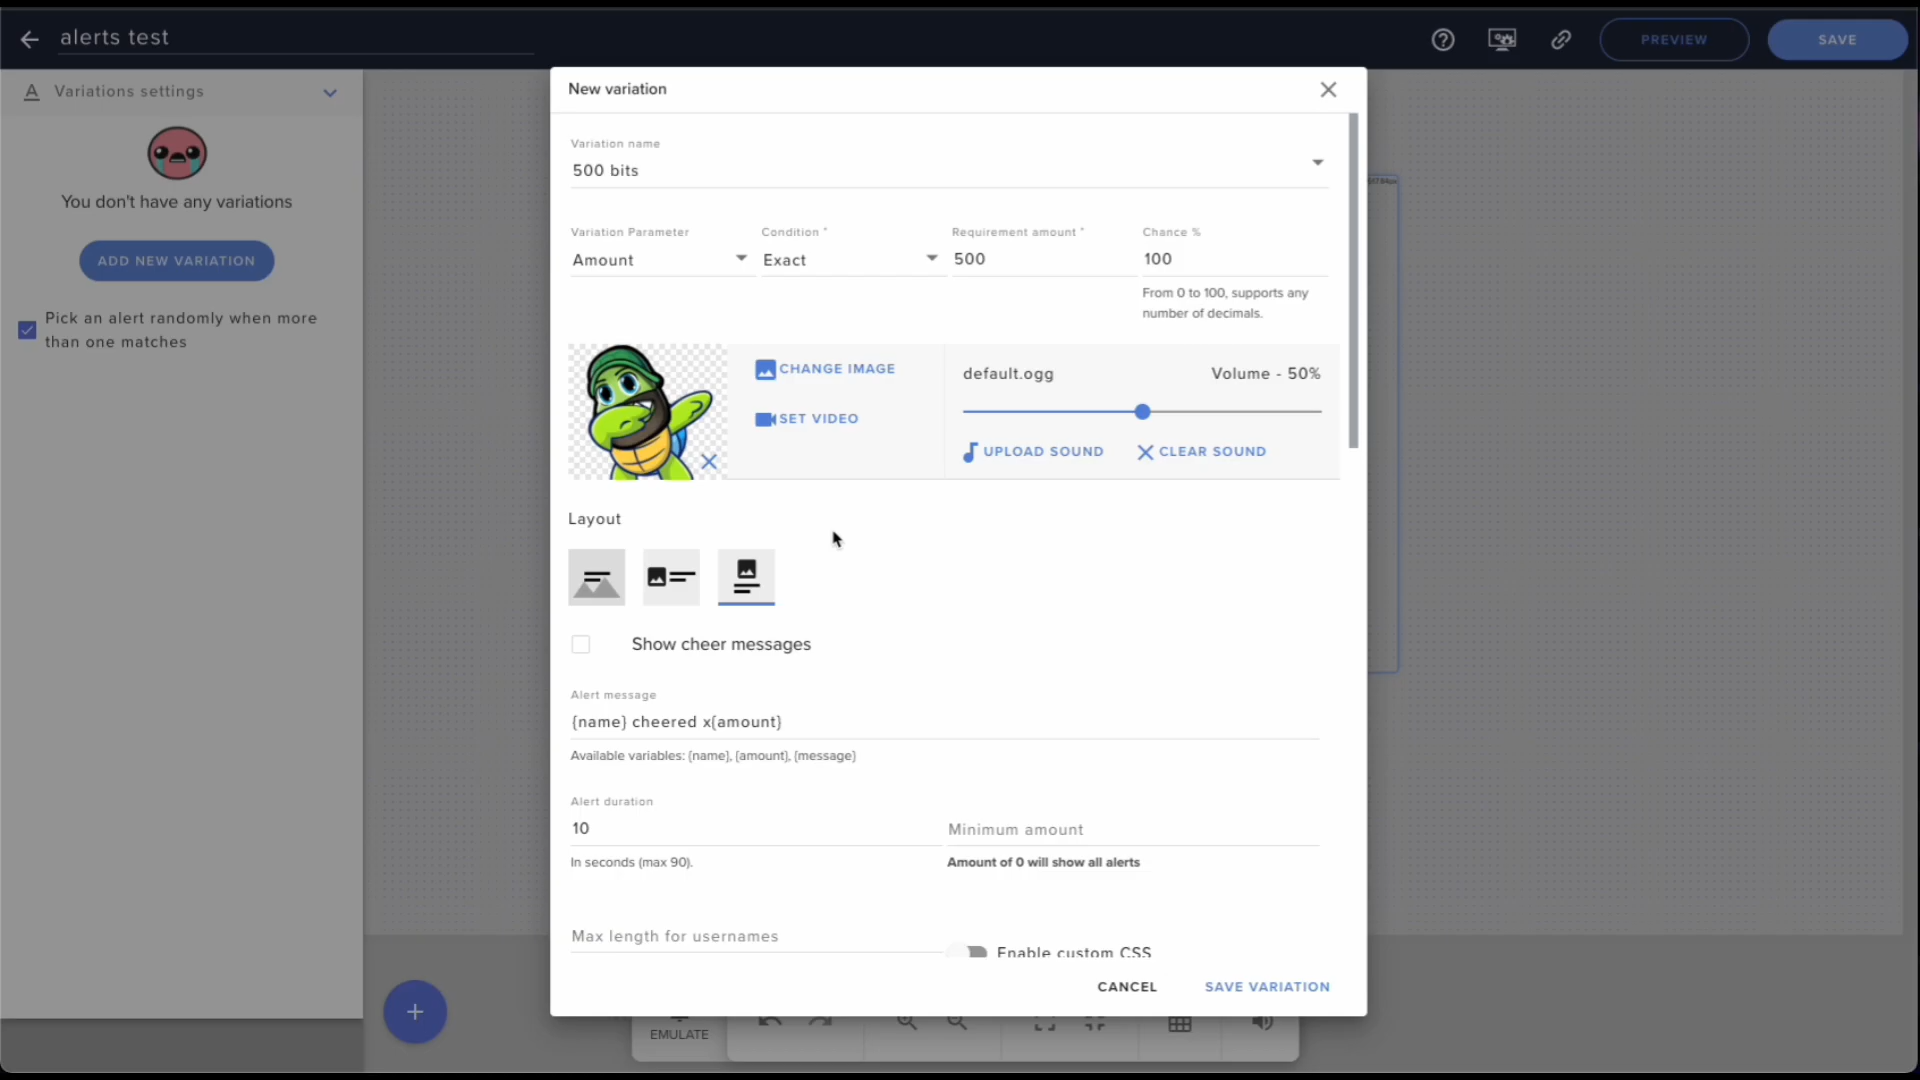 alerts test
PREVIEW
SAVE
Variations settings
You don't have any variations
ADD NEW VARIATION
Pick an alert randomly when more
than one matches
New variation
Variation name
500 bits
Variation Parameter
Condition *
Requirement amount *
Chance %
Amount
Exact
500
100
From 0 to 100, supports any
number of decimals.
CHANGE IMAGE
SET VIDEO
default.ogg
Volume - 50%
UPLOAD SOUND
CLEAR SOUND
Layout
Show cheer messages
Alert message
{name} cheered x{amount}
Available variables: {name}, {amount}, {message}
Alert duration
10
Minimum amount
In seconds (max 90).
Amount of 0 will show all alerts
Max length for usernames
Enable custom CSS
CANCEL
SAVE VARIATION
EMULATE